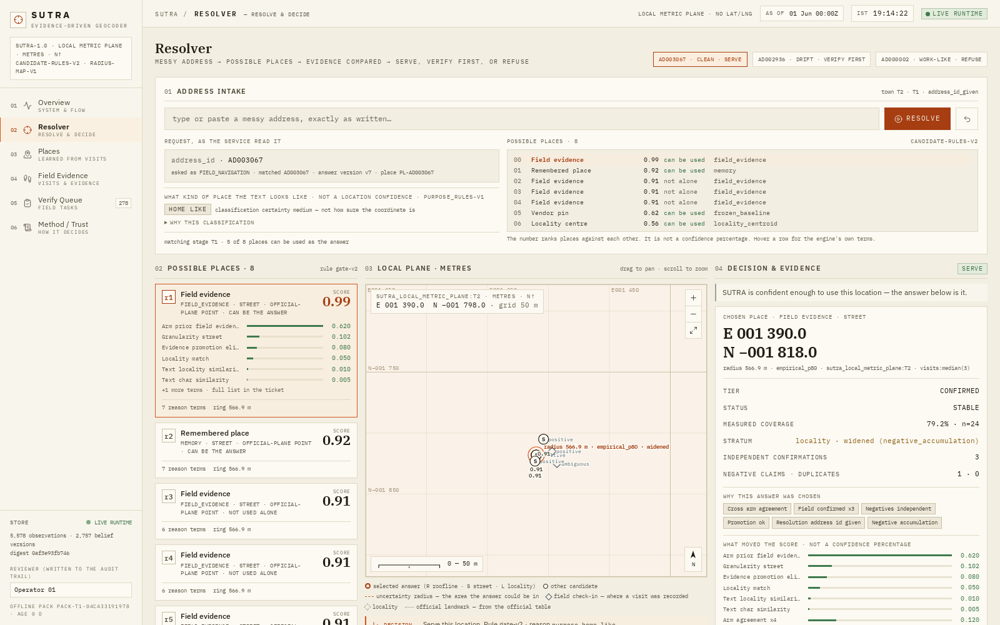 SUTRA
EVIDENCE-DRIVEN GEOCODER
SUTRA-1.0 · LOCAL METRIC PLANE
· METRES · N↑
CANDIDATE-RULES-V2 · RADIUS-
MAP-V1
01 Overview
SYSTEM & FLOW
02 Resolver
RESOLVE & DECIDE
03 Places
LEARNED FROM VISITS
04 Field Evidence
VISITS & EVIDENCE
05 Verify Queue 278
FIELD TASKS
06 Method / Trust
HOW IT DECIDES
STORE LIVE RUNTIME
5,578 observations · 2,757 belief
versions
digest 0af3e93fb746
REVIEWER (WRITTEN TO THE AUDIT
TRAIL)
Operator 01
OFFLINE PACK PACK-T1-04C433191978
· AGE 0 D
SUTRA / RESOLVER — RESOLVE & DECIDE
LOCAL METRIC PLANE · NO LAT/LNG
AS OF 01 Jun 00:00Z
IST 19:14:22
LIVE RUNTIME
Resolver
MESSY ADDRESS → POSSIBLE PLACES → EVIDENCE COMPARED → SERVE, VERIFY FIRST, OR REFUSE
AD003067 · CLEAN · SERVE
AD002936 · DRIFT · VERIFY FIRST
AD000002 · WORK-LIKE · REFUSE
01 ADDRESS INTAKE
town T2 · T1 · address_id_given
type or paste a messy address, exactly as written…
RESOLVE
REQUEST, AS THE SERVICE READ IT
address_id · AD003067
asked as FIELD_NAVIGATION · matched AD003067 · answer version v7 · place PL-AD003067
WHAT KIND OF PLACE THE TEXT LOOKS LIKE · NOT A LOCATION CONFIDENCE · PURPOSE_RULES-V1
HOME LIKE classification certainty medium — not how sure the coordinate is
WHY THIS CLASSIFICATION
matching stage T1 · 5 of 8 places can be used as the answer
POSSIBLE PLACES · 8 CANDIDATE-RULES-V2
00 Field evidence 0.99 can be used field_evidence
01 Remembered place 0.92 can be used memory
02 Field evidence 0.91 not alone field_evidence
03 Field evidence 0.91 not alone field_evidence
04 Field evidence 0.91 not alone field_evidence
05 Vendor pin 0.62 can be used frozen_baseline
06 Locality centre 0.56 can be used locality_centroid
The number ranks places against each other. It is not a confidence percentage. Hover a row for the engine's own terms.
02 POSSIBLE PLACES · 8 rule gate-v2
r1 Field evidence SCORE 0.99
FIELD_EVIDENCE · STREET · OFFICIAL-
PLANE POINT · CAN BE THE ANSWER
Arm prior field eviden… 0.620
Granularity street 0.102
Evidence promotion eli… 0.080
Locality match 0.050
Text locality similari… 0.010
Text char similarity 0.005
+1 more terms · full list in the ticket
7 reason terms ring 566.9 m
r2 Remembered place SCORE 0.92
MEMORY · STREET · OFFICIAL-PLANE POINT
· CAN BE THE ANSWER
7 reason terms ring 566.9 m
r3 Field evidence SCORE 0.91
FIELD_EVIDENCE · STREET · OFFICIAL-
PLANE POINT · NOT USED ALONE
6 reason terms ring 566.9 m
r4 Field evidence SCORE 0.91
FIELD_EVIDENCE · STREET · OFFICIAL-
PLANE POINT · NOT USED ALONE
6 reason terms ring 566.9 m
r5 Field evidence SCORE 0.91
03 LOCAL PLANE · METRES drag to pan · scroll to zoom
E001 450
SUTRA_LOCAL_METRIC_PLANE:T2 · METRES · N↑
E 001 390.0 N −001 798.0 · grid 50 m
+
−
N−001 750
S positive
radius 566.9 m · empirical_p80 · widened
0.91 positive
S positive
ambiguous
0.91
0.91
N−001 850
0 — 50 m
N
selected answer (R roofline · S street · L locality) other candidate
uncertainty radius — the area the answer could be in field check-in — where a visit was recorded
locality official landmark — from the official table
DECISION Serve this location. Rule gate-v2 · reason purpose_home_like
04 DECISION & EVIDENCE SERVE
SUTRA is confident enough to use this location — the answer below is it.
CHOSEN PLACE · FIELD EVIDENCE · STREET
E 001 390.0
N −001 818.0
radius 566.9 m · empirical_p80 · sutra_local_metric_plane:T2 · visits:median(3)
TIER CONFIRMED
STATUS STABLE
MEASURED COVERAGE 79.2% · n=24
STRATUM locality · widened (negative_accumulation)
INDEPENDENT CONFIRMATIONS 3
NEGATIVE CLAIMS · DUPLICATES 1 · 0
WHY THIS ANSWER WAS CHOSEN
Cross arm agreement Field confirmed x3 Negatives independent
Promotion ok Resolution address id given Negative accumulation
WHAT MOVED THE SCORE · NOT A CONFIDENCE PERCENTAGE
Arm prior field eviden… 0.620
Granularity street 0.102
Evidence promotion eli… 0.080
Locality match 0.050
Text locality similari… 0.010
Text char similarity 0.005
Arm agreement x4 0.120